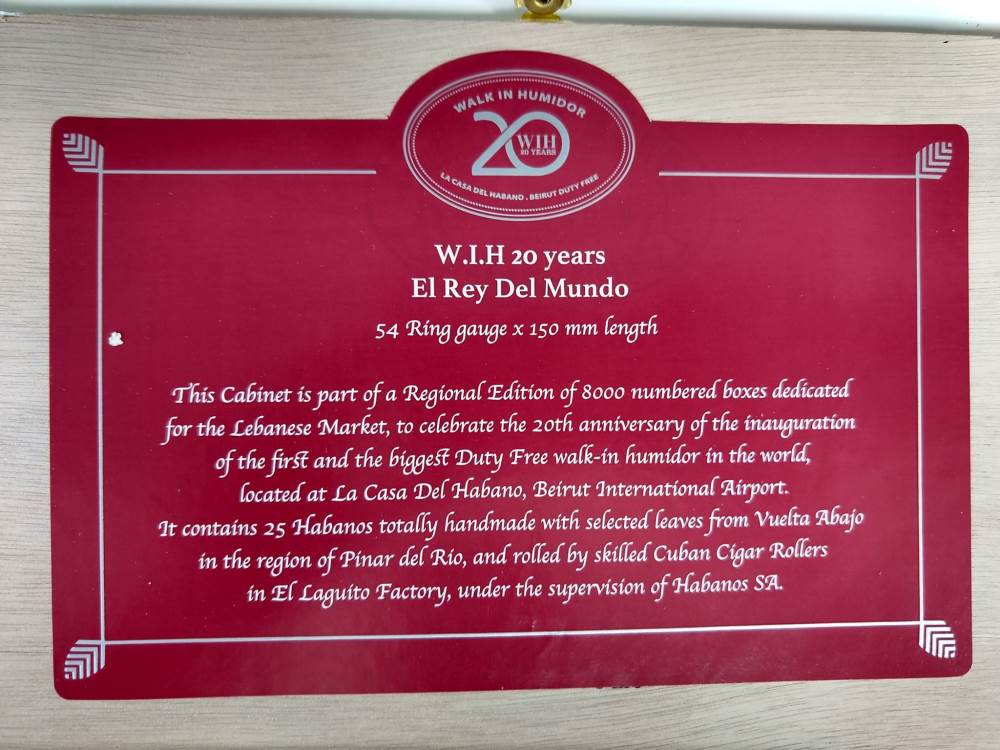 WALK IN HUMIDOR
20
WIH
20 YEARS
LA CASA DEL HABANO . BEIRUT DUTY FREE
W.I.H 20 years
El Rey Del Mundo
54 Ring gauge x 150 mm length
This Cabinet is part of a Regional Edition of 8000 numbered boxes dedicated
for the Lebanese Market, to celebrate the 20th anniversary of the inauguration
of the first and the biggest Duty Free walk-in humidor in the world,
located at La Casa Del Habano, Beirut International Airport.
It contains 25 Habanos totally handmade with selected leaves from Vuelta Abajo
in the region of Pinar del Rio, and rolled by skilled Cuban Cigar Rollers
in El Laguito Factory, under the supervision of Habanos SA.